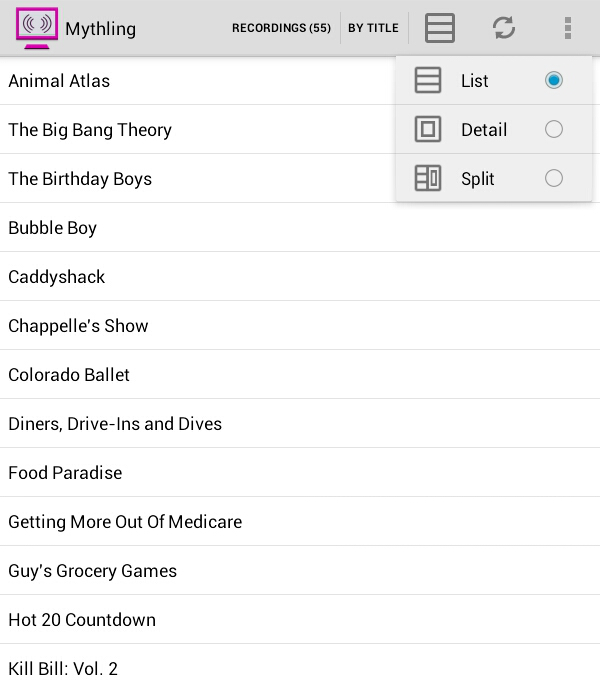 Mythling
RECORDINGS (55)
BY TITLE
List
Detail
Split
Animal Atlas
The Big Bang Theory
The Birthday Boys
Bubble Boy
Caddyshack
Chappelle's Show
Colorado Ballet
Diners, Drive-Ins and Dives
Food Paradise
Getting More Out Of Medicare
Guy's Grocery Games
Hot 20 Countdown
Kill Bill: Vol. 2